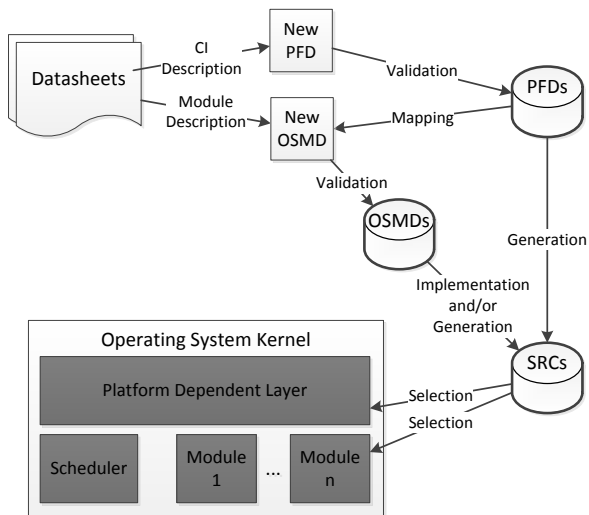 New
PFD
CI
Description
Datasheets
Validation
PFDs
Module
Description
New
OSMD
Mapping
Validation
OSMDs
Generation
Implementation
and/or
Generation
Operating System Kernel
SRCs
Platform Dependent Layer
Selection
Selection
Scheduler
Module
1
...
Module
n